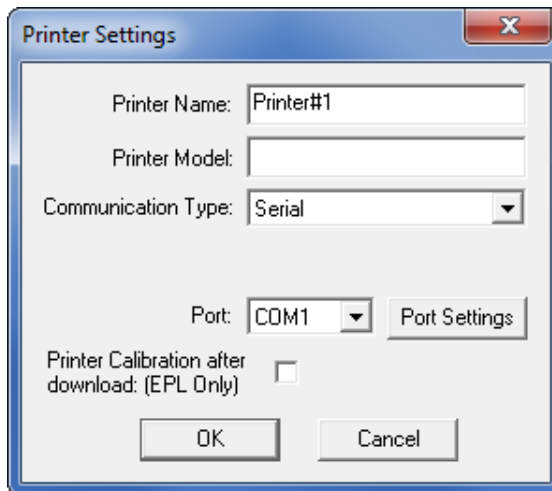 Printer Settings
Printer Name: Printer#1
Printer Model:
Communication Type: Serial
Port: COM1 Port Settings
Printer Calibration after
download: (EPL Only)
OK Cancel